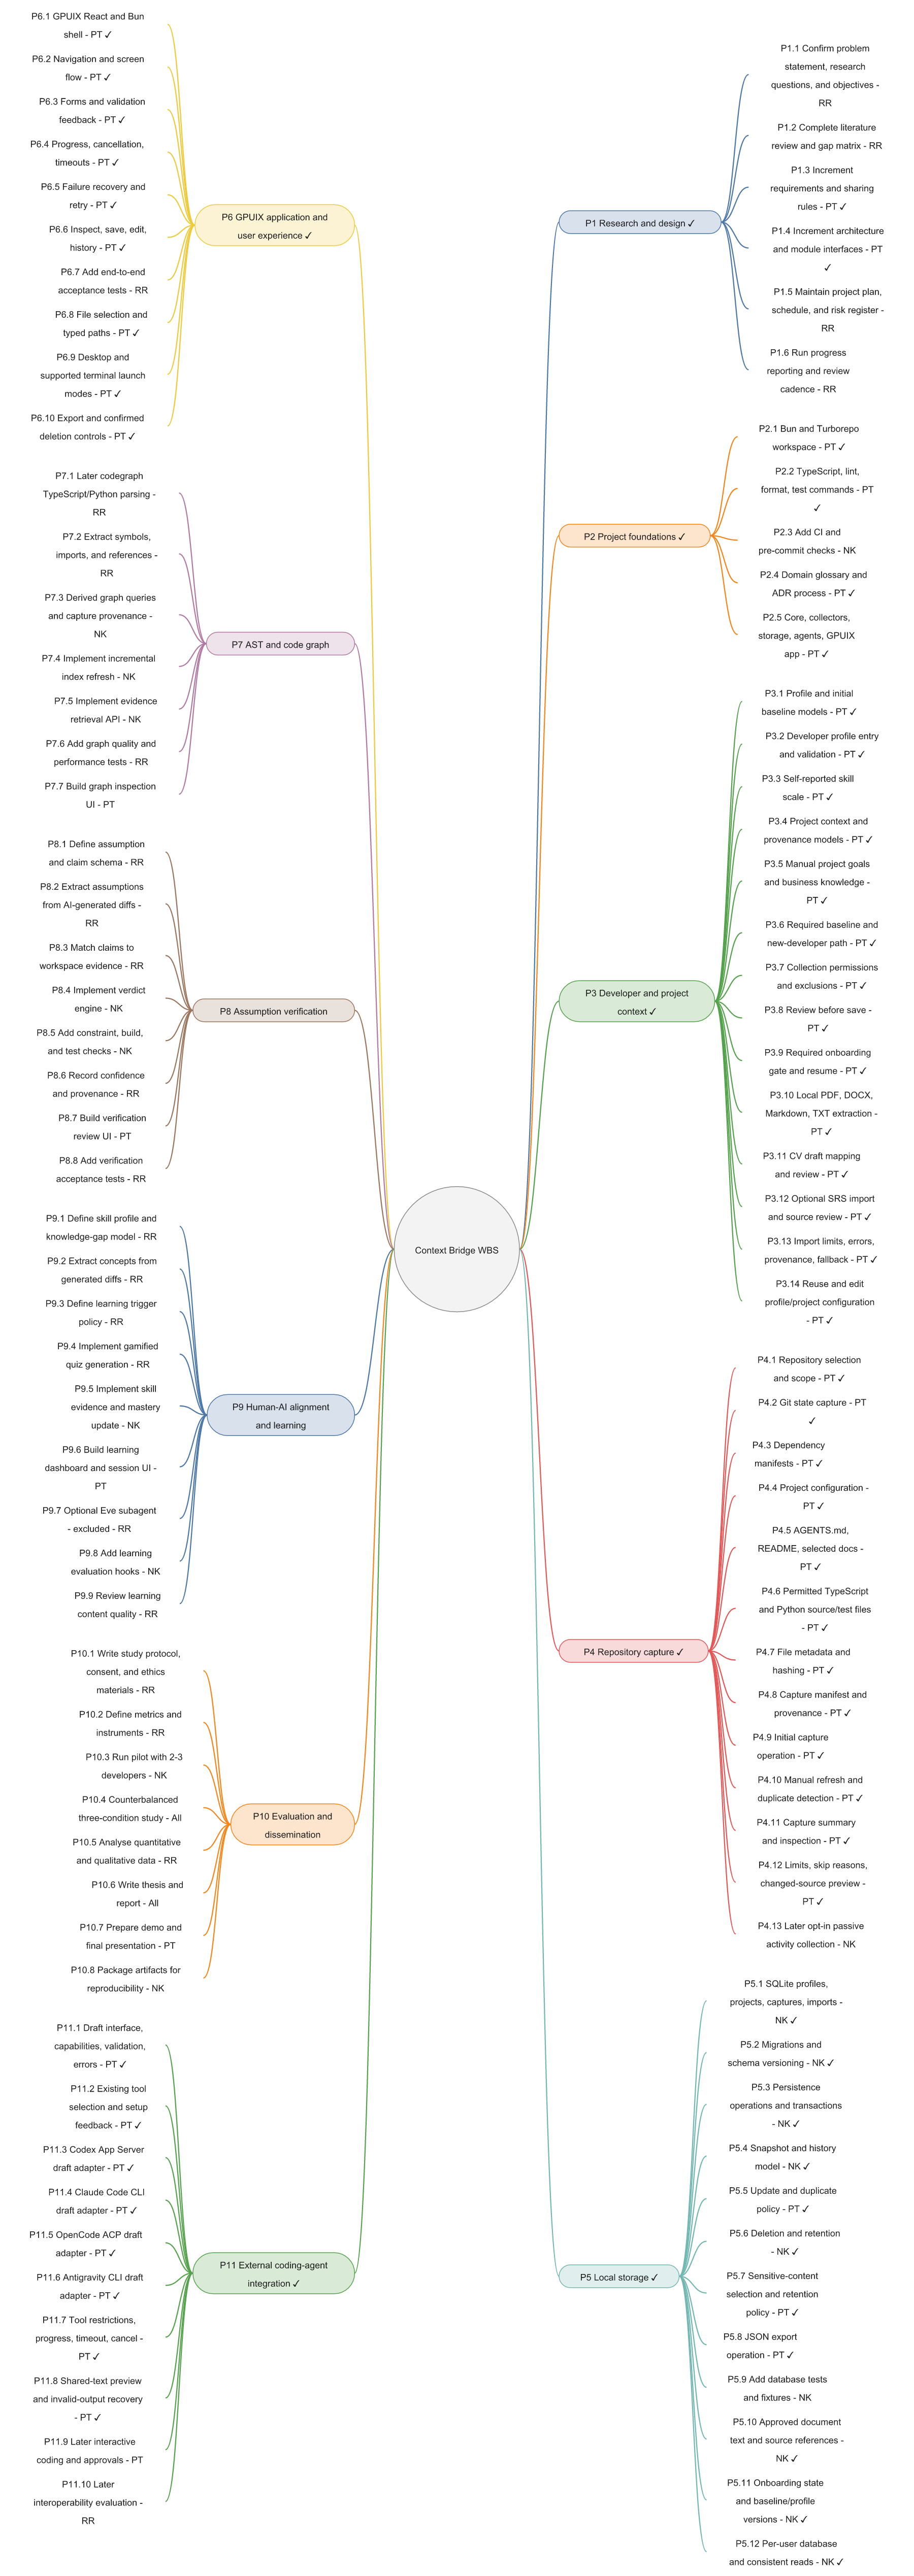 P6.1 GPUIX React and Bun
shell - PT ✓
P6.2 Navigation and screen
flow - PT ✓
P6.3 Forms and validation
feedback - PT ✓
P6.4 Progress, cancellation,
timeouts - PT ✓
P6.5 Failure recovery and
retry - PT ✓
P6.6 Inspect, save, edit,
history - PT ✓
P6.7 Add end-to-end
acceptance tests - RR
P6.8 File selection and
typed paths - PT ✓
P6.9 Desktop and
supported terminal launch
modes - PT ✓
P6.10 Export and confirmed
deletion controls - PT ✓
P6 GPUIX application and
user experience ✓
P7.1 Later codegraph
TypeScript/Python parsing -
RR
P7.2 Extract symbols,
imports, and references -
RR
P7.3 Derived graph queries
and capture provenance -
NK
P7.4 Implement incremental
index refresh - NK
P7.5 Implement evidence
retrieval API - NK
P7.6 Add graph quality and
performance tests - RR
P7.7 Build graph inspection
UI - PT
P7 AST and code graph
P8.1 Define assumption
and claim schema - RR
P8.2 Extract assumptions
from AI-generated diffs -
RR
P8.3 Match claims to
workspace evidence - RR
P8.4 Implement verdict
engine - NK
P8.5 Add constraint, build,
and test checks - NK
P8.6 Record confidence
and provenance - RR
P8.7 Build verification
review UI - PT
P8.8 Add verification
acceptance tests - RR
P8 Assumption verification
P9.1 Define skill profile and
knowledge-gap model - RR
P9.2 Extract concepts from
generated diffs - RR
P9.3 Define learning trigger
policy - RR
P9.4 Implement gamified
quiz generation - RR
P9.5 Implement skill
evidence and mastery
update - NK
P9.6 Build learning
dashboard and session UI -
PT
P9.7 Optional Eve subagent
- excluded - RR
P9.8 Add learning
evaluation hooks - NK
P9.9 Review learning
content quality - RR
P9 Human-AI alignment
and learning
P10.1 Write study protocol,
consent, and ethics
materials - RR
P10.2 Define metrics and
instruments - RR
P10.3 Run pilot with 2-3
developers - NK
P10.4 Counterbalanced
three-condition study - All
P10.5 Analyse quantitative
and qualitative data - RR
P10.6 Write thesis and
report - All
P10.7 Prepare demo and
final presentation - PT
P10.8 Package artifacts for
reproducibility - NK
P10 Evaluation and
dissemination
P11.1 Draft interface,
capabilities, validation,
errors - PT ✓
P11.2 Existing tool
selection and setup
feedback - PT ✓
P11.3 Codex App Server
draft adapter - PT ✓
P11.4 Claude Code CLI
draft adapter - PT ✓
P11.5 OpenCode ACP draft
adapter - PT ✓
P11.6 Antigravity CLI draft
adapter - PT ✓
P11.7 Tool restrictions,
progress, timeout, cancel -
PT ✓
P11.8 Shared-text preview
and invalid-output recovery
- PT ✓
P11.9 Later interactive
coding and approvals - PT
P11.10 Later
interoperability evaluation -
RR
P11 External coding-agent
integration ✓
Context Bridge WBS
P1 Research and design ✓
P1.1 Confirm problem
statement, research
questions, and objectives -
RR
P1.2 Complete literature
review and gap matrix - RR
P1.3 Increment
requirements and sharing
rules - PT ✓
P1.4 Increment architecture
and module interfaces - PT
✓
P1.5 Maintain project plan,
schedule, and risk register -
RR
P1.6 Run progress
reporting and review
cadence - RR
P2 Project foundations ✓
P2.1 Bun and Turborepo
workspace - PT ✓
P2.2 TypeScript, lint,
format, test commands - PT
✓
P2.3 Add CI and
pre-commit checks - NK
P2.4 Domain glossary and
ADR process - PT ✓
P2.5 Core, collectors,
storage, agents, GPUIX
app - PT ✓
P3 Developer and project
context ✓
P3.1 Profile and initial
baseline models - PT ✓
P3.2 Developer profile entry
and validation - PT ✓
P3.3 Self-reported skill
scale - PT ✓
P3.4 Project context and
provenance models - PT ✓
P3.5 Manual project goals
and business knowledge -
PT ✓
P3.6 Required baseline and
new-developer path - PT ✓
P3.7 Collection permissions
and exclusions - PT ✓
P3.8 Review before save -
PT ✓
P3.9 Required onboarding
gate and resume - PT ✓
P3.10 Local PDF, DOCX,
Markdown, TXT extraction -
PT ✓
P3.11 CV draft mapping
and review - PT ✓
P3.12 Optional SRS import
and source review - PT ✓
P3.13 Import limits, errors,
provenance, fallback - PT ✓
P3.14 Reuse and edit
profile/project configuration
- PT ✓
P4 Repository capture ✓
P4.1 Repository selection
and scope - PT ✓
P4.2 Git state capture - PT
✓
P4.3 Dependency
manifests - PT ✓
P4.4 Project configuration -
PT ✓
P4.5 AGENTS.md,
README, selected docs -
PT ✓
P4.6 Permitted TypeScript
and Python source/test files
- PT ✓
P4.7 File metadata and
hashing - PT ✓
P4.8 Capture manifest and
provenance - PT ✓
P4.9 Initial capture
operation - PT ✓
P4.10 Manual refresh and
duplicate detection - PT ✓
P4.11 Capture summary
and inspection - PT ✓
P4.12 Limits, skip reasons,
changed-source preview -
PT ✓
P4.13 Later opt-in passive
activity collection - NK
P5 Local storage ✓
P5.1 SQLite profiles,
projects, captures, imports -
NK ✓
P5.2 Migrations and
schema versioning - NK ✓
P5.3 Persistence
operations and transactions
- NK ✓
P5.4 Snapshot and history
model - NK ✓
P5.5 Update and duplicate
policy - PT ✓
P5.6 Deletion and retention
- NK ✓
P5.7 Sensitive-content
selection and retention
policy - PT ✓
P5.8 JSON export
operation - PT ✓
P5.9 Add database tests
and fixtures - NK
P5.10 Approved document
text and source references -
NK ✓
P5.11 Onboarding state
and baseline/profile
versions - NK ✓
P5.12 Per-user database
and consistent reads - NK ✓